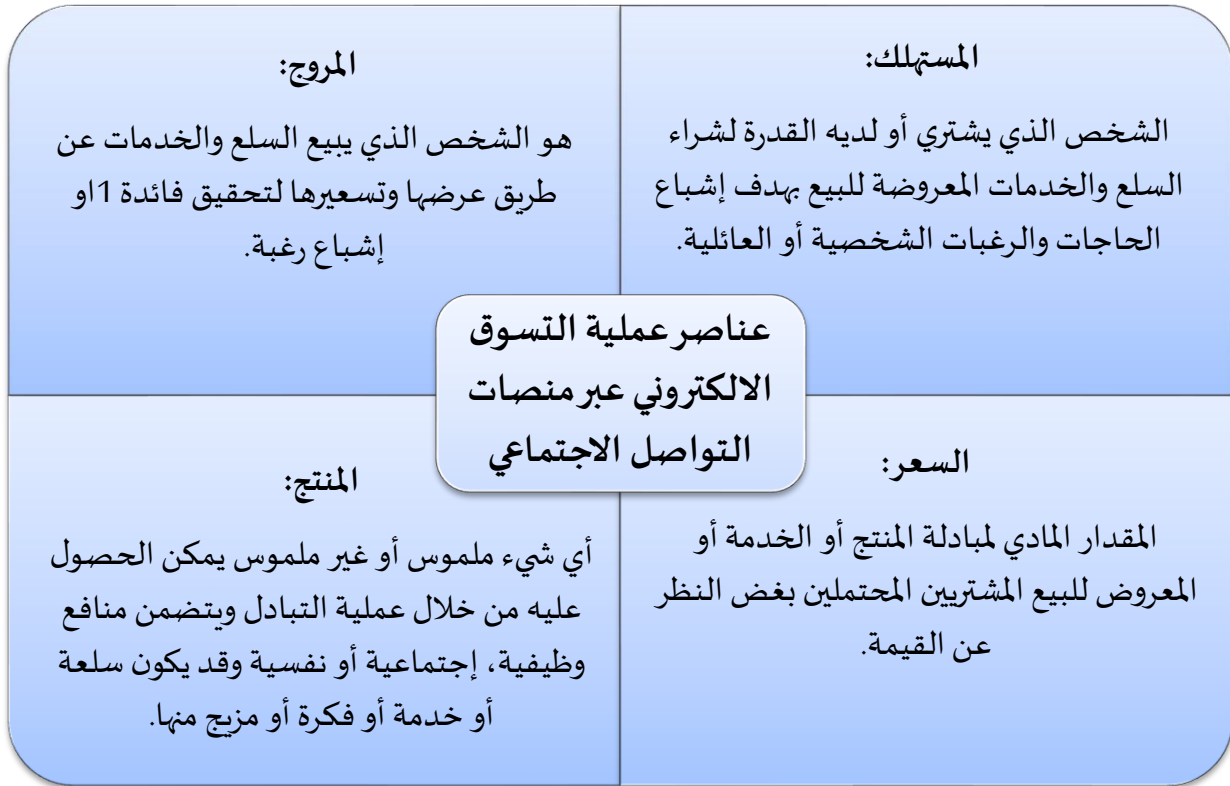 المستهلك:
الشخص الذي يشتري أو لديه القدرة لشراء
السلع والخدمات المعروضة للبيع بهدف إشباع
الحاجات والرغبات الشخصية أو العائلية.
المروج:
هو الشخص الذي يبيع السلع والخدمات عن
طريق عرضها وتسعيرها لتحقيق فائدة 1او
إشباع رغبة.
عناصر عملية التسوق
الالكتروني عبر منصات
التواصل الاجتماعي
السعر:
المقدار المادي لمبادلة المنتج أو الخدمة أو
المعروض للبيع المشتريين المحتملين بغض النظر
عن القيمة.
المنتج:
أي شيء ملموس أو غير ملموس يمكن الحصول
عليه من خلال عملية التبادل ويتضمن منافع
وظيفية، إجتماعية أو نفسية وقد يكون سلعة
أو خدمة أو فكرة أو مزيج منها.